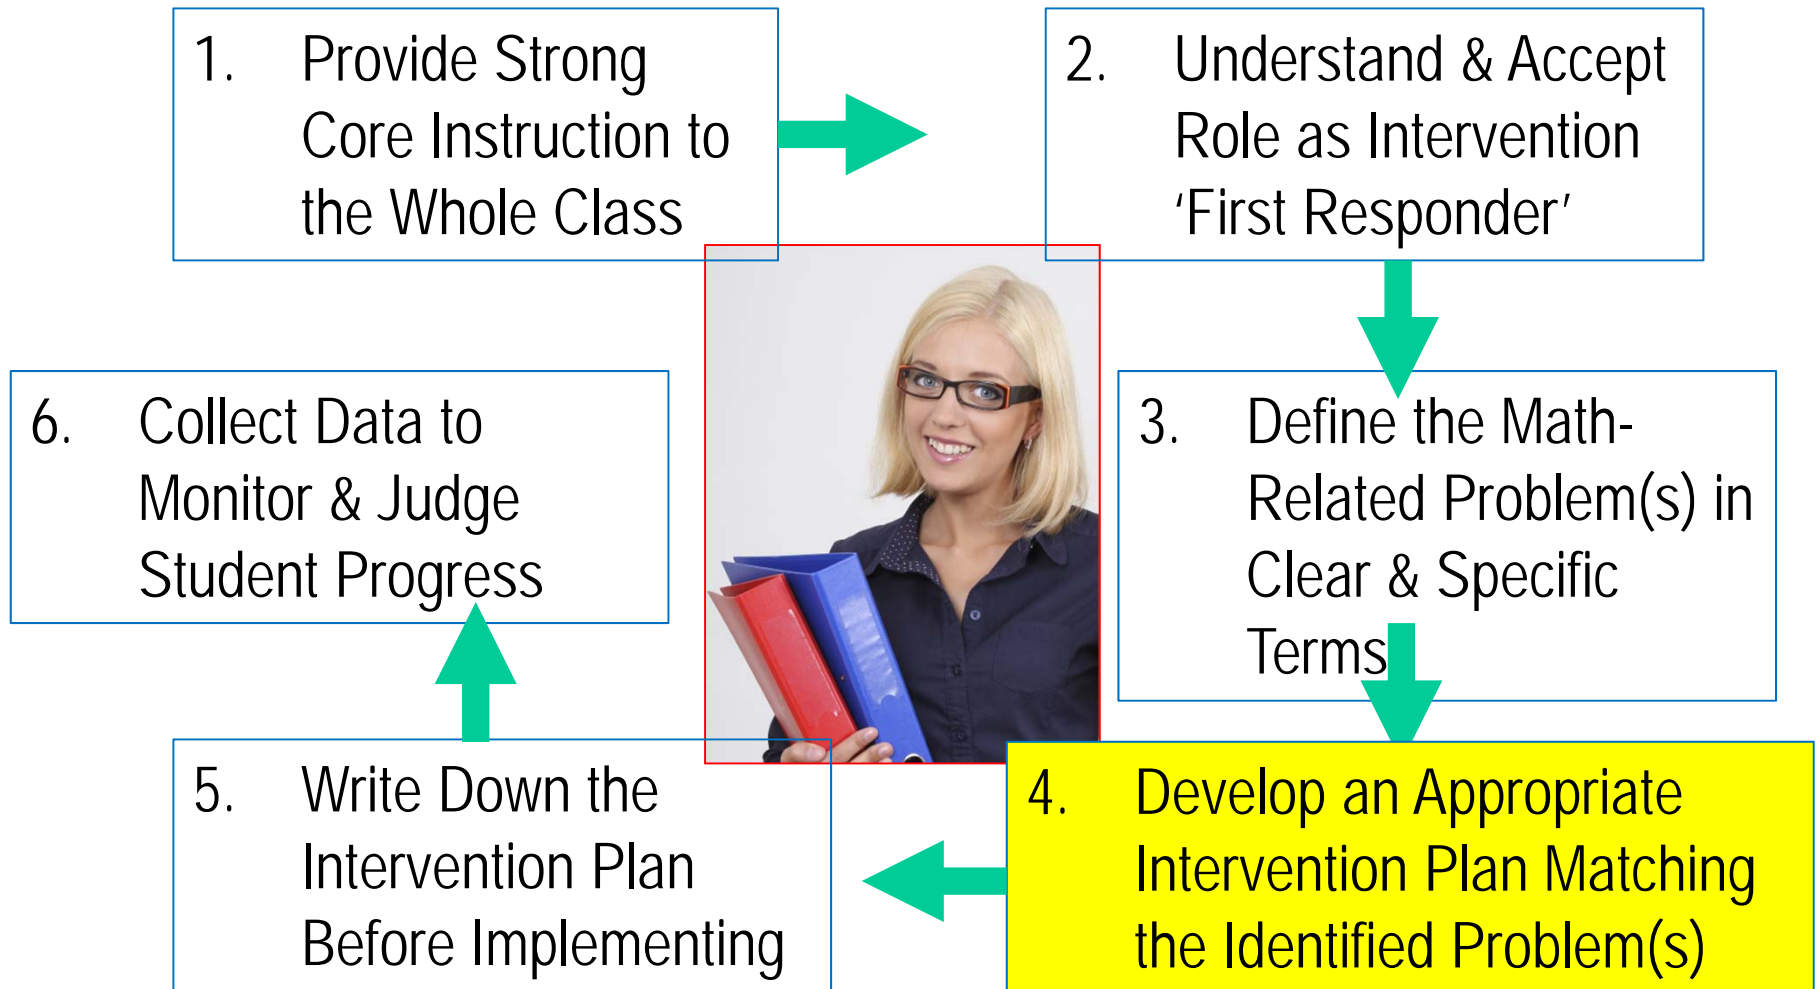 1. Provide Strong
Core Instruction to
the Whole Class
2. Understand & Accept
Role as Intervention
‘First Responder’
3. Define the Math-
Related Problem(s) in
Clear & Specific
Terms
4. Develop an Appropriate
Intervention Plan Matching
the Identified Problem(s)
5. Write Down the
Intervention Plan
Before Implementing
6. Collect Data to
Monitor & Judge
Student Progress